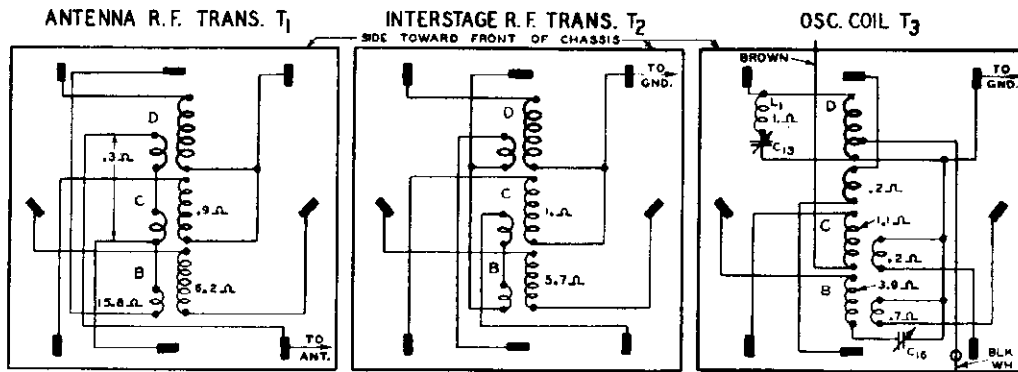 ANTENNA R.F. TRANS. T1
INTERSTAGE R.F. TRANS. T2
OSC. COIL T3
SIDE TOWARD FRONT OF CHASSIS
D
.3Ω
C
.9Ω
B
15.8Ω
6.2Ω
TO
ANT.
TO
GND.
D
C
1.Ω
B
5.7Ω
BROWN
TO
GND.
L1
1.Ω
D
C13
.2Ω
C
1.1Ω
.2Ω
B
3.9Ω
.7Ω
C16
BLK
WH